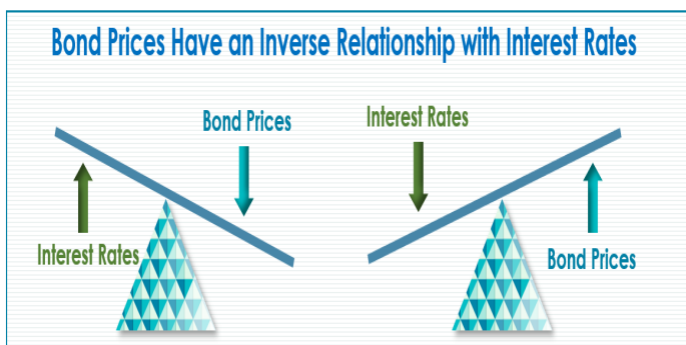 Bond Prices Have an Inverse Relationship with Interest Rates
Bond Prices
Interest Rates
Interest Rates
Bond Prices